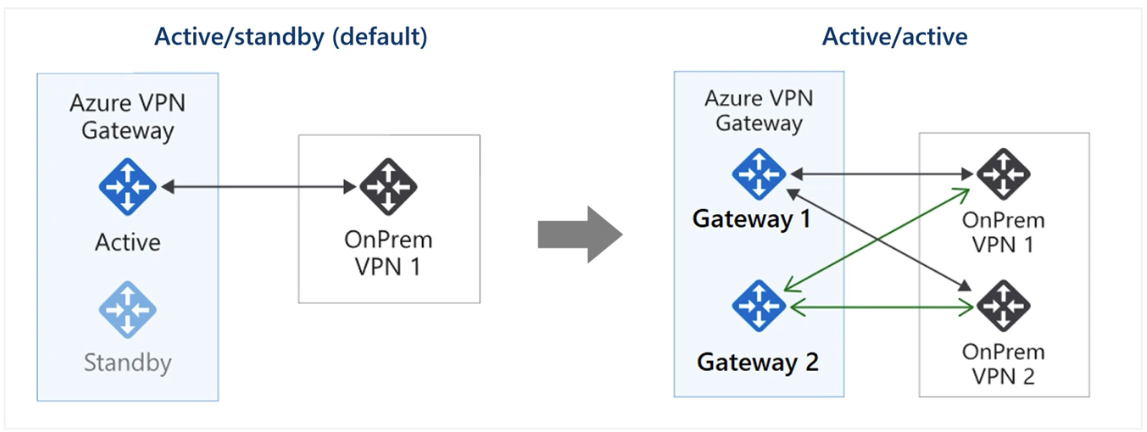 Active/standby (default)
Azure VPN
Gateway
Active
Standby
OnPrem
VPN 1
Active/active
Azure VPN
Gateway
Gateway 1
Gateway 2
OnPrem
VPN 1
OnPrem
VPN 2